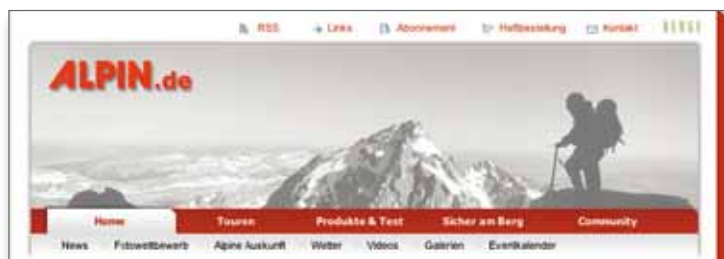 RSS Links Abonnement Heftbestellung Kontakt BERGE
ALPIN.de
Home Touren Produkte & Test Sicher am Berg Community
News Fotowettbewerb Alpine Auskunft Wetter Videos Galerien Eventkalender